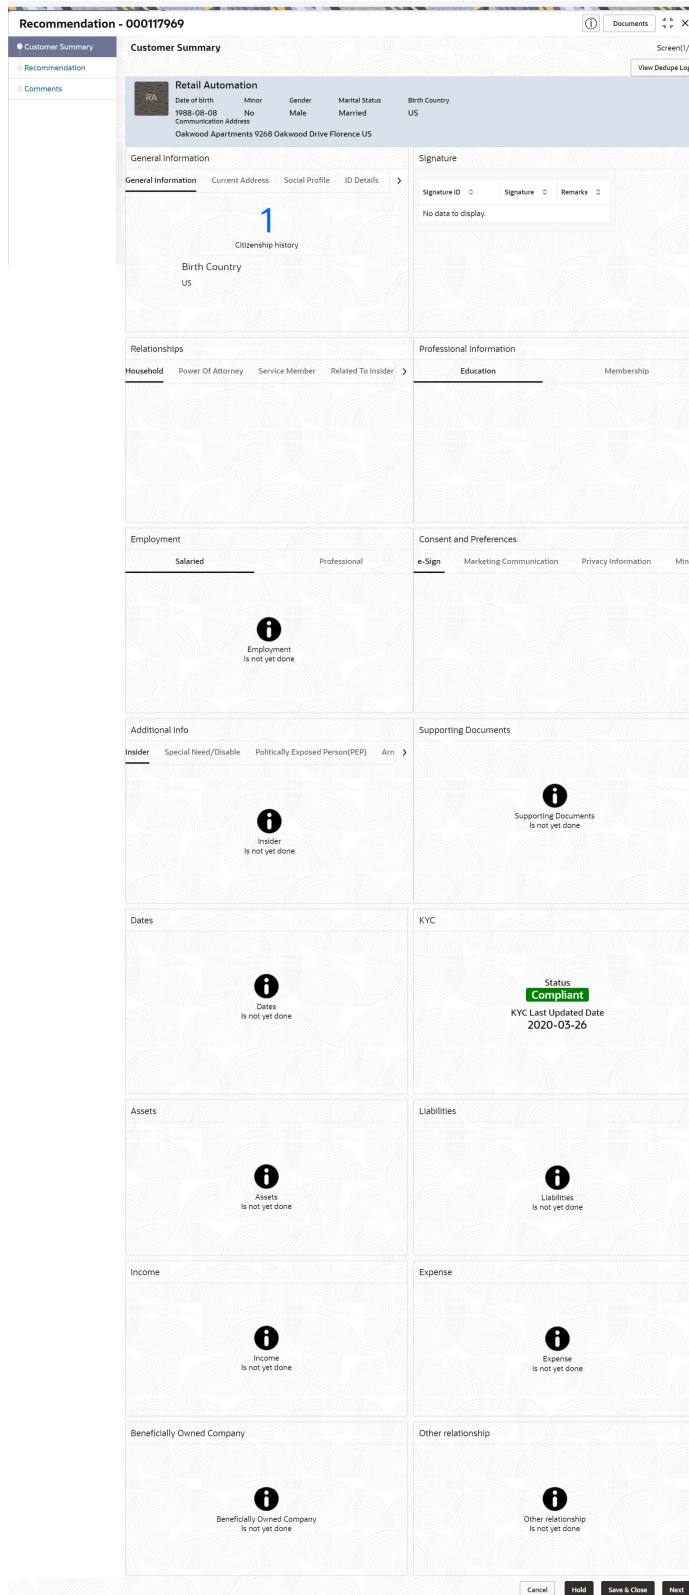 Recommendation - 000117969
Documents
Customer Summary
Recommendation
Comments
Customer Summary
Screen(1/
View Dedupe Log
RA
Retail Automation
Date of birth Minor Gender Marital Status Birth Country
1988-08-08 No Male Married US
Communication Address
Oakwood Apartments 9268 Oakwood Drive Florence US
General Information
General Information Current Address Social Profile ID Details
1
Citizenship history
Birth Country
US
Signature
Signature ID Signature Remarks
No data to display.
Relationships
Household Power Of Attorney Service Member Related To Insider
Professional Information
Education Membership
Employment
Salaried Professional
Employment
Is not yet done
Consent and Preferences
e-Sign Marketing Communication Privacy Information Min
Additional Info
Insider Special Need/Disable Politically Exposed Person(PEP) Arn
Insider
Is not yet done
Supporting Documents
Supporting Documents
Is not yet done
Dates
Dates
Is not yet done
KYC
Status
Compliant
KYC Last Updated Date
2020-03-26
Assets
Assets
Is not yet done
Liabilities
Liabilities
Is not yet done
Income
Income
Is not yet done
Expense
Expense
Is not yet done
Beneficially Owned Company
Beneficially Owned Company
Is not yet done
Other relationship
Other relationship
Is not yet done
Cancel Hold Save & Close Next